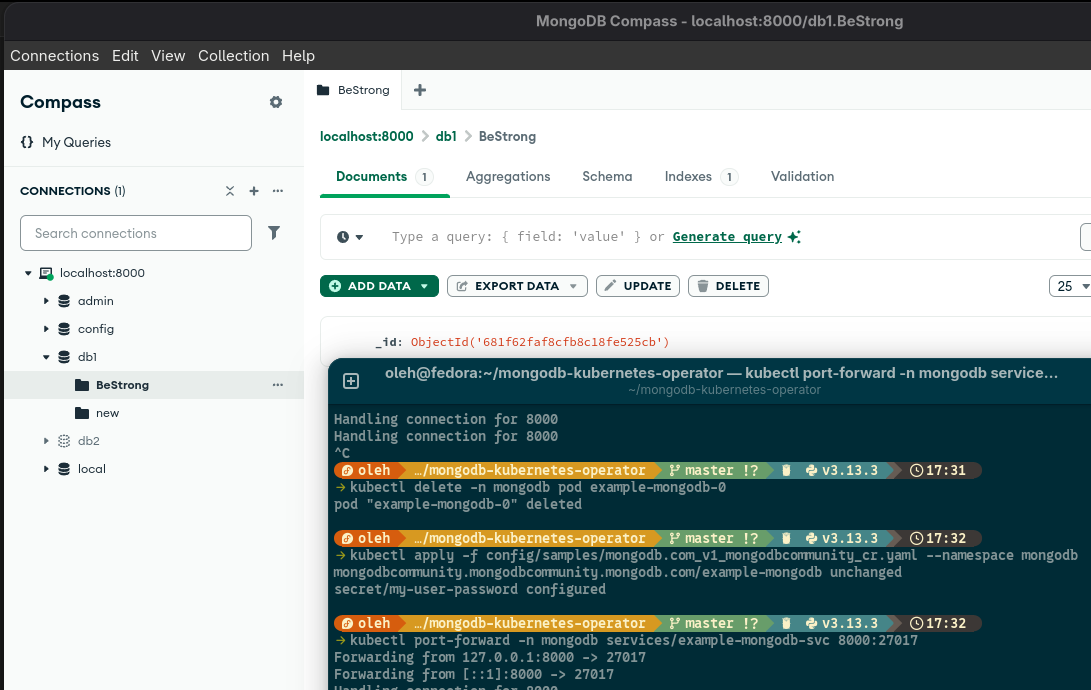 MongoDB Compass - localhost:8000/db1.BeStrong
Connections Edit View Collection Help
Compass
{} My Queries
CONNECTIONS (1)
Search connections
localhost:8000
admin
config
db1
BeStrong
new
db2
local
BeStrong
localhost:8000 > db1 > BeStrong
Documents 1 Aggregations Schema Indexes 1 Validation
Type a query: { field: 'value' } or Generate query
ADD DATA EXPORT DATA UPDATE DELETE 25
_id: ObjectId('681f62faf8cfb8c18fe525cb')
oleh@fedora:~/mongodb-kubernetes-operator — kubectl port-forward -n mongodb service…
~/mongodb-kubernetes-operator
Handling connection for 8000
Handling connection for 8000
^C
oleh …/mongodb-kubernetes-operator master !? v3.13.3 17:31
→ kubectl delete -n mongodb pod example-mongodb-0
pod "example-mongodb-0" deleted
oleh …/mongodb-kubernetes-operator master !? v3.13.3 17:32
→ kubectl apply -f config/samples/mongodb.com_v1_mongodbcommunity_cr.yaml --namespace mongodb
mongodbcommunity.mongodbcommunity.mongodb.com/example-mongodb unchanged
secret/my-user-password configured
oleh …/mongodb-kubernetes-operator master !? v3.13.3 17:32
→ kubectl port-forward -n mongodb services/example-mongodb-svc 8000:27017
Forwarding from 127.0.0.1:8000 -> 27017
Forwarding from [::1]:8000 -> 27017
Handling connection for 8000